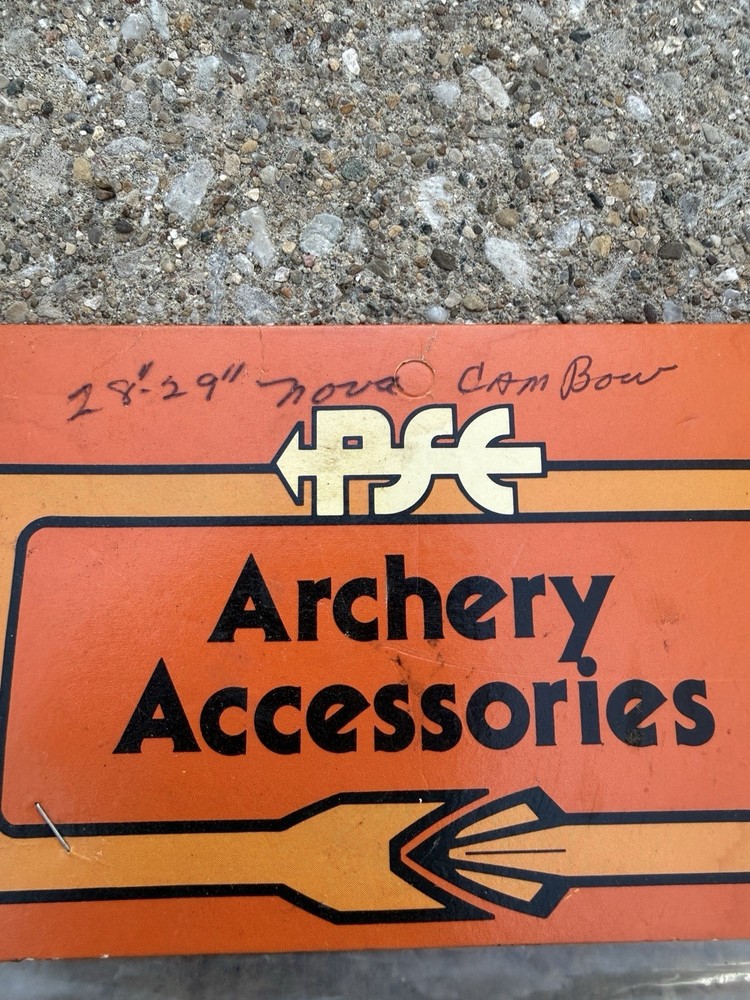 28"-29" nova Cam Bow
PSE
Archery
Accessories